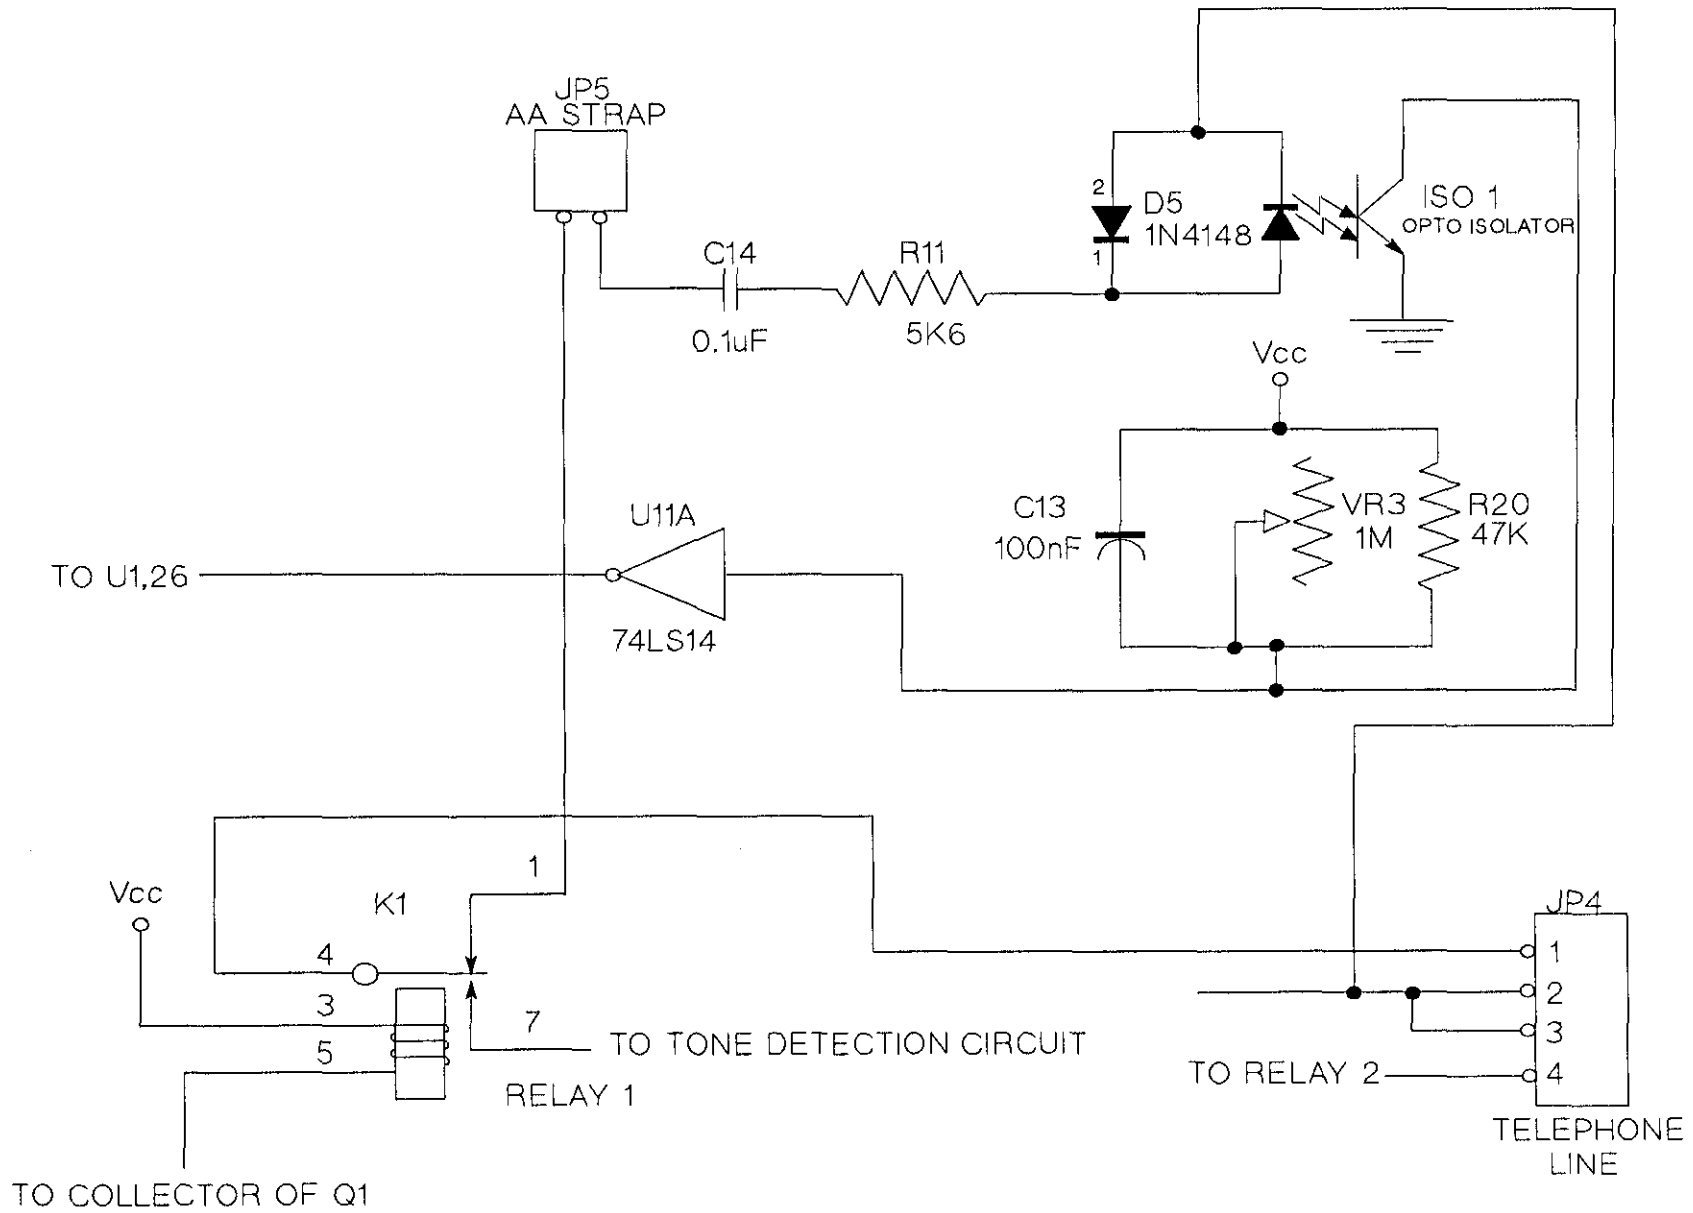 JP5
AA STRAP
2
D5
1N4148
1
ISO 1
OPTO ISOLATOR
C14
0.1uF
R11
5K6
Vcc
C13
100nF
VR3
1M
R20
47K
U11A
74LS14
TO U1,26
1
K1
Vcc
4
3
5
7
TO TONE DETECTION CIRCUIT
RELAY 1
TO COLLECTOR OF Q1
JP4
1
2
3
4
TO RELAY 2
TELEPHONE
LINE